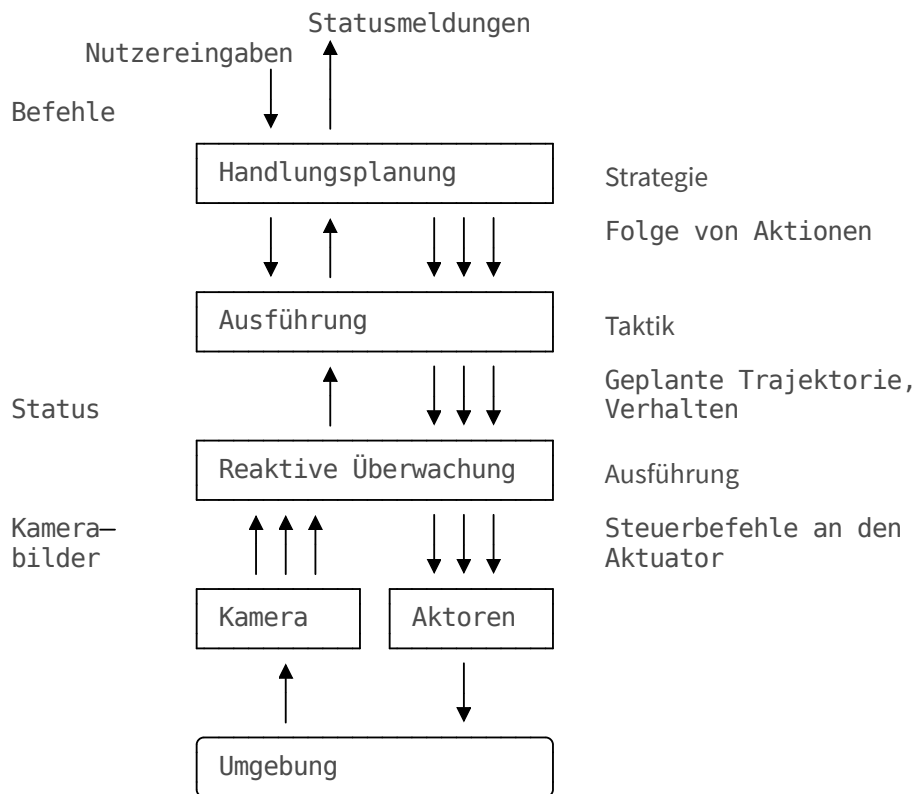 Statusmeldungen
Nutzereingaben
Befehle
Handlungsplanung
Strategie
Folge von Aktionen
Ausführung
Taktik
Geplante Trajektorie,
Verhalten
Status
Reaktive Überwachung
Ausführung
Kamera–
bilder
Steuerbefehle an den
Aktuator
Kamera
Aktoren
Umgebung